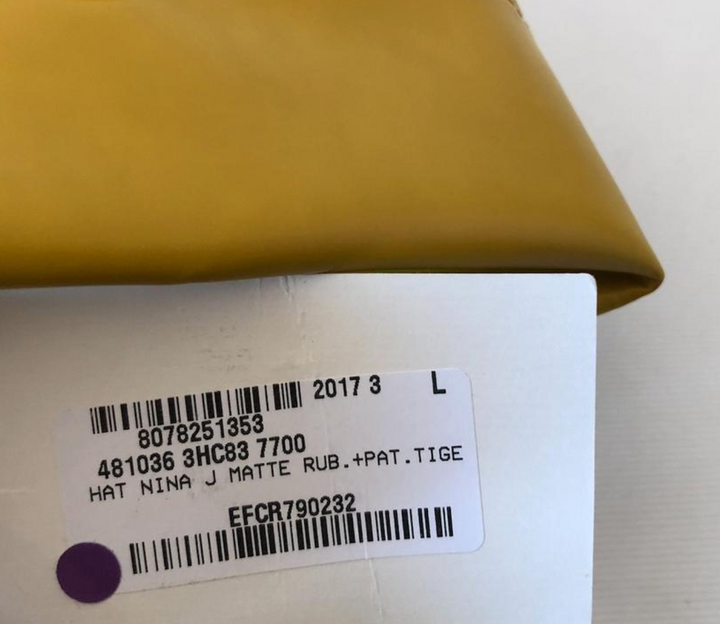 2017 3 L
8078251353
481036 3HC83 7700
HAT NINA J MATTE RUB.+PAT.TIGE
EFCR790232